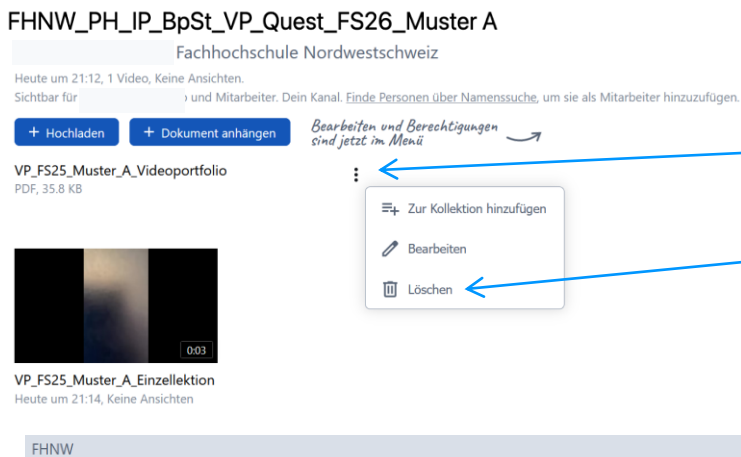 FHNW_PH_IP_BpSt_VP_Quest_FS26_Muster A
Fachhochschule Nordwestschweiz
Heute um 21:12, 1 Video, Keine Ansichten.
Sichtbar für und Mitarbeiter. Dein Kanal. Finde Personen über Namenssuche, um sie als Mitarbeiter hinzuzufügen.
+ Hochladen + Dokument anhängen
Bearbeiten und Berechtigungen
sind jetzt im Menü
VP_FS25_Muster_A_Videoportfolio
PDF, 35.8 KB
Zur Kollektion hinzufügen
Bearbeiten
Löschen
0:03
VP_FS25_Muster_A_Einzellektion
Heute um 21:14, Keine Ansichten
FHNW